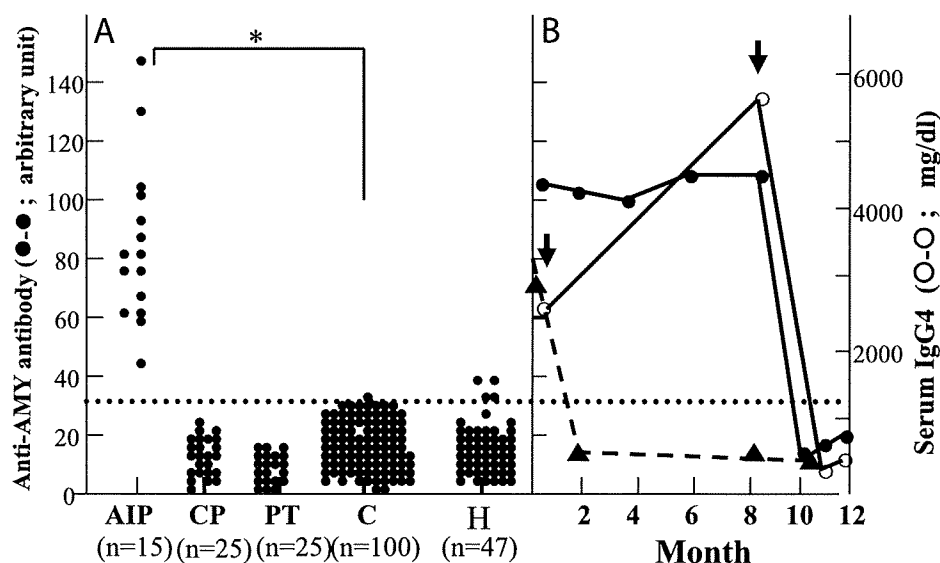 A
*
B
Anti-AMY antibody (●-●; arbitrary unit)
140
120
100
80
60
40
20
0
AIP CP PT C H
(n=15) (n=25) (n=25) (n=100) (n=47)
6000
4000
2000
Serum IgG4 (○-○; mg/dl)
2 4 6 8 10 12
Month